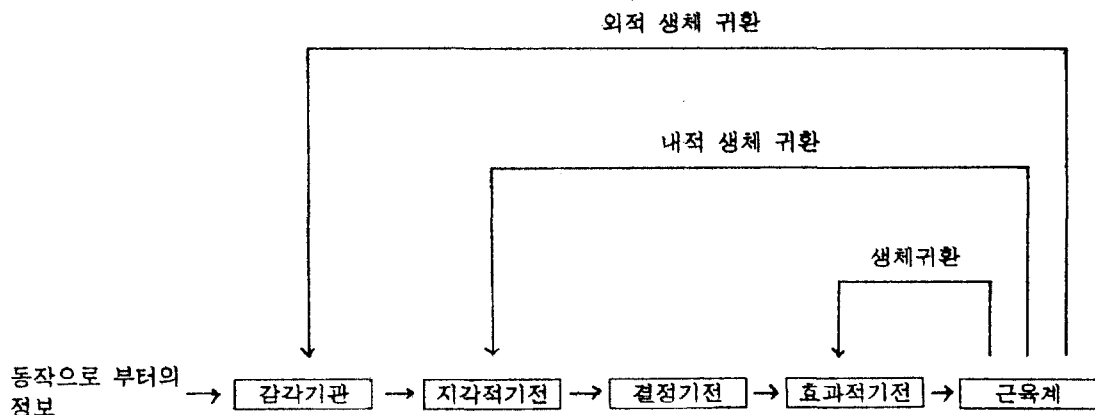 외적 생체 귀환
내적 생체 귀환
생체귀환
동작으로 부터의
정보
감각기관
지각적기전
결정기전
효과적기전
근육계